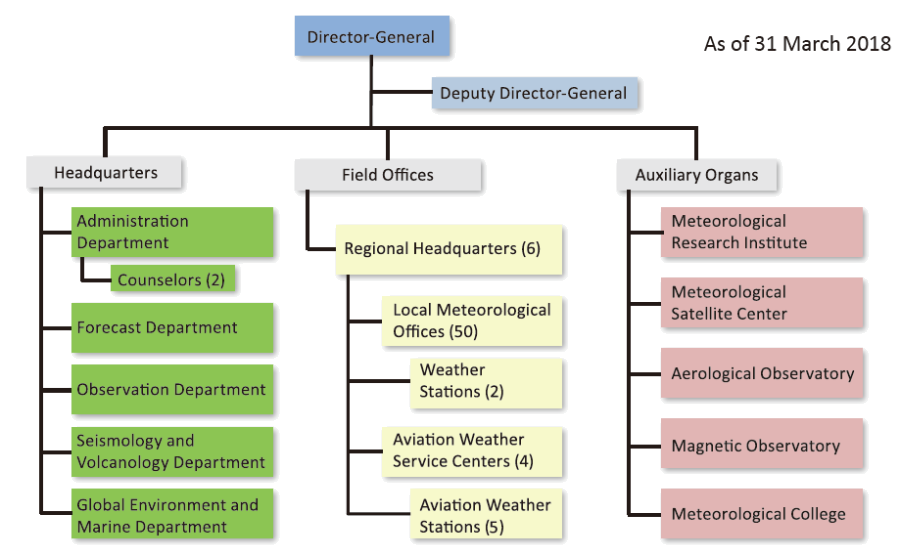 Director-General
As of 31 March 2018
Deputy Director-General
Headquarters
Administration
Department
Counselors (2)
Forecast Department
Observation Department
Seismology and
Volcanology Department
Global Environment and
Marine Department
Field Offices
Regional Headquarters (6)
Local Meteorological
Offices (50)
Weather
Stations (2)
Aviation Weather
Service Centers (4)
Aviation Weather
Stations (5)
Auxiliary Organs
Meteorological
Research Institute
Meteorological
Satellite Center
Aerological Observatory
Magnetic Observatory
Meteorological College